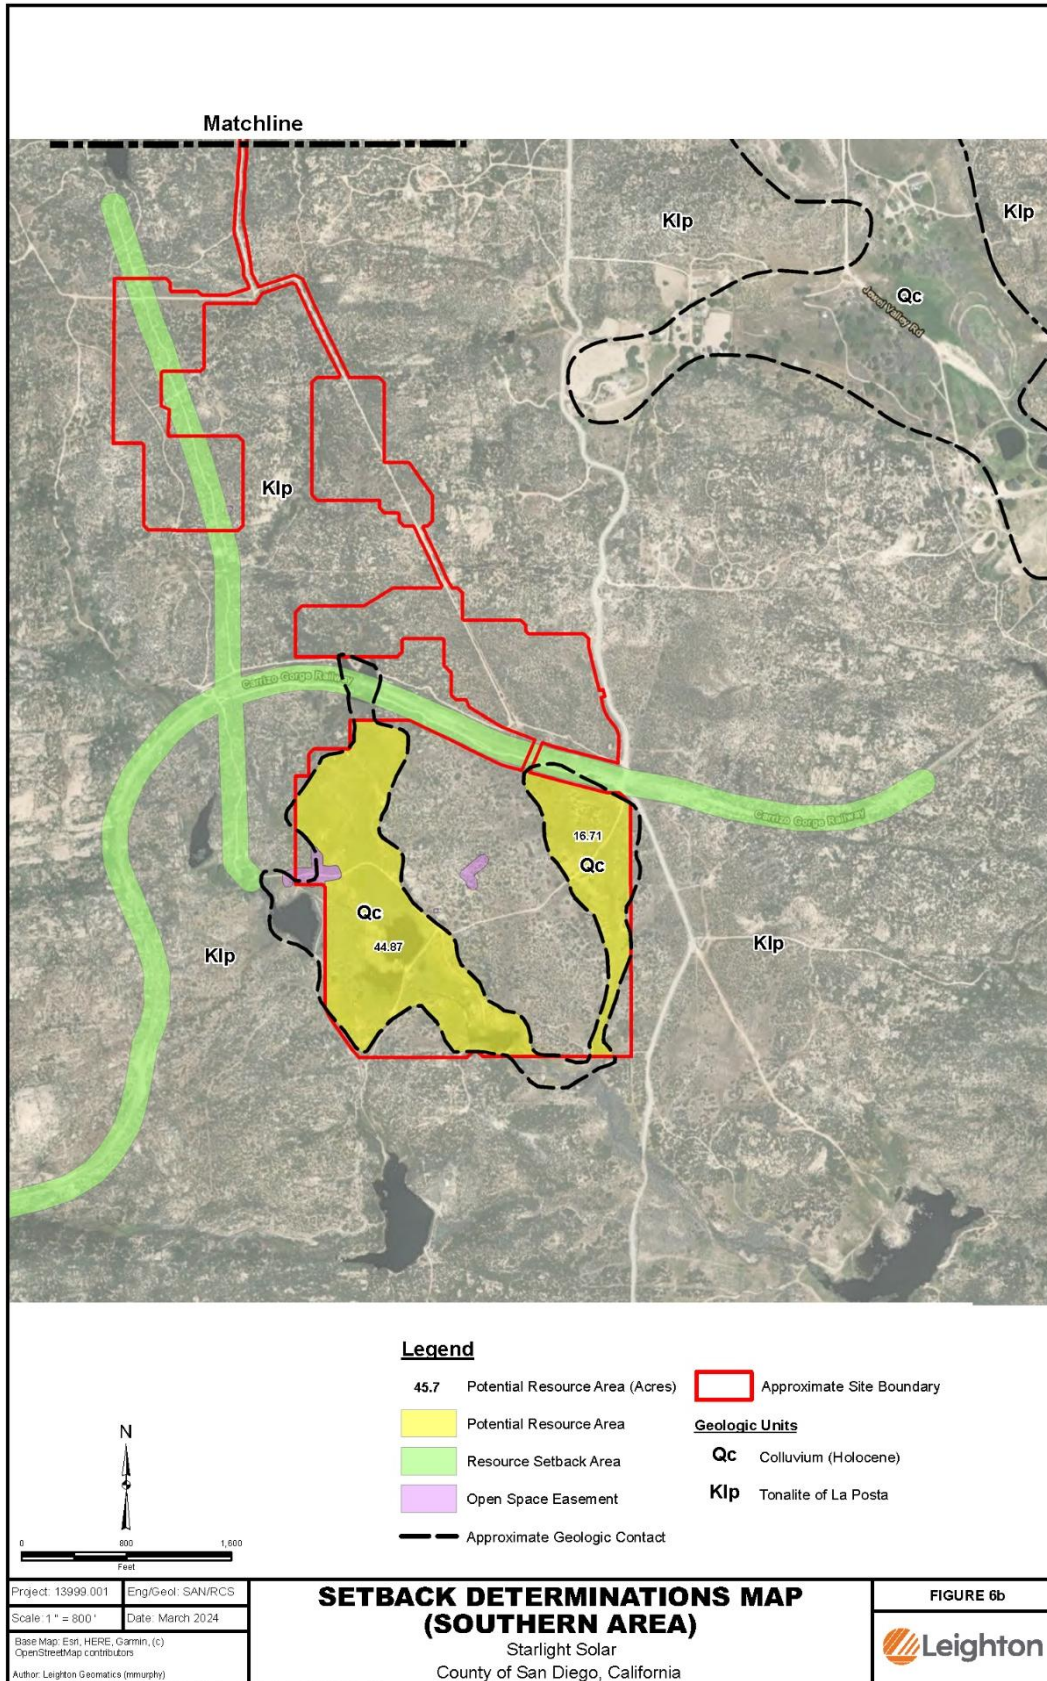 Matchline
Klp
Klp
Qc
Jewel Valley Rd
Klp
Carrizo Gorge Railway
Carrizo Gorge Railway
16.71
Qc
Qc
44.87
Klp
Klp
Legend
45.7 Potential Resource Area (Acres)
Approximate Site Boundary
Potential Resource Area
Geologic Units
Resource Setback Area
Qc Colluvium (Holocene)
Open Space Easement
Klp Tonalite of La Posta
Approximate Geologic Contact
N
0 800 1,600
Feet
Project: 13999.001
Eng/Geol: SAN/RCS
Scale: 1 " = 800 '
Date: March 2024
Base Map: Esri, HERE, Garmin, (c)
OpenStreetMap contributors
Author: Leighton Geomatics (mmurphy)
SETBACK DETERMINATIONS MAP
(SOUTHERN AREA)
Starlight Solar
County of San Diego, California
FIGURE 6b
Leighton